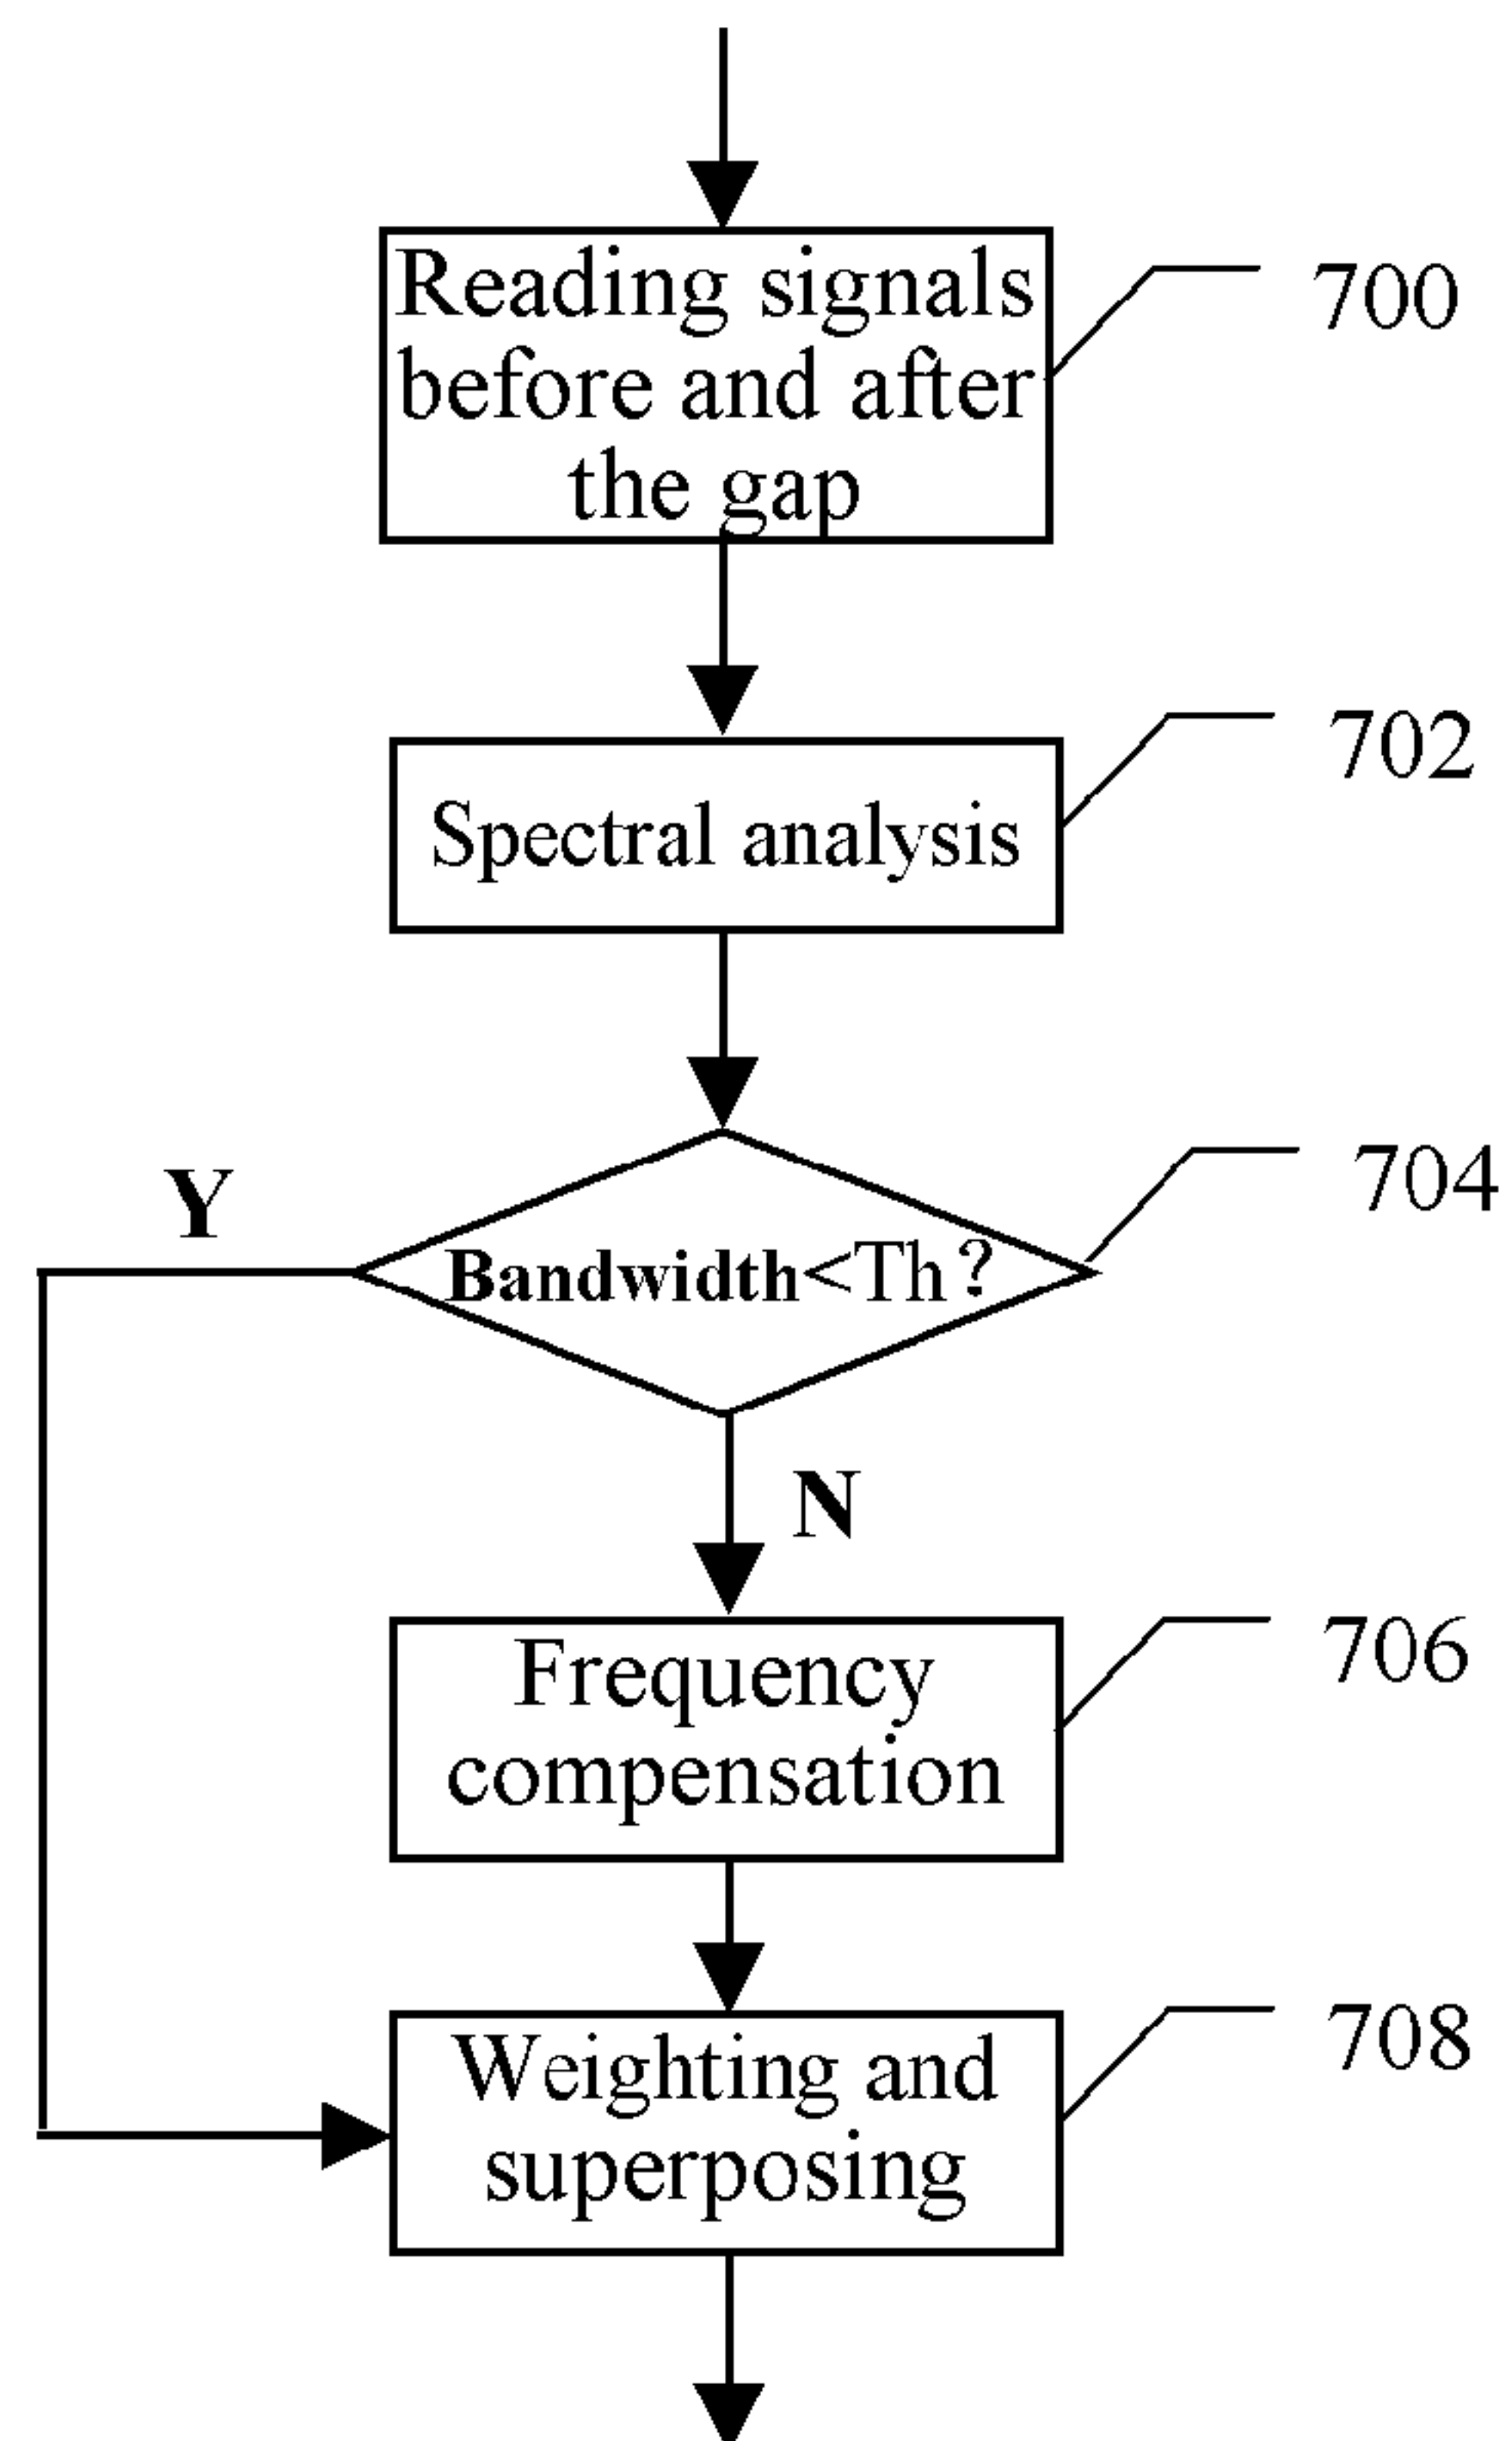 Reading signals
before and after
the gap
700
Spectral analysis
702
Y
Bandwidth<Th?
704
N
Frequency
compensation
706
Weighting and
superposing
708